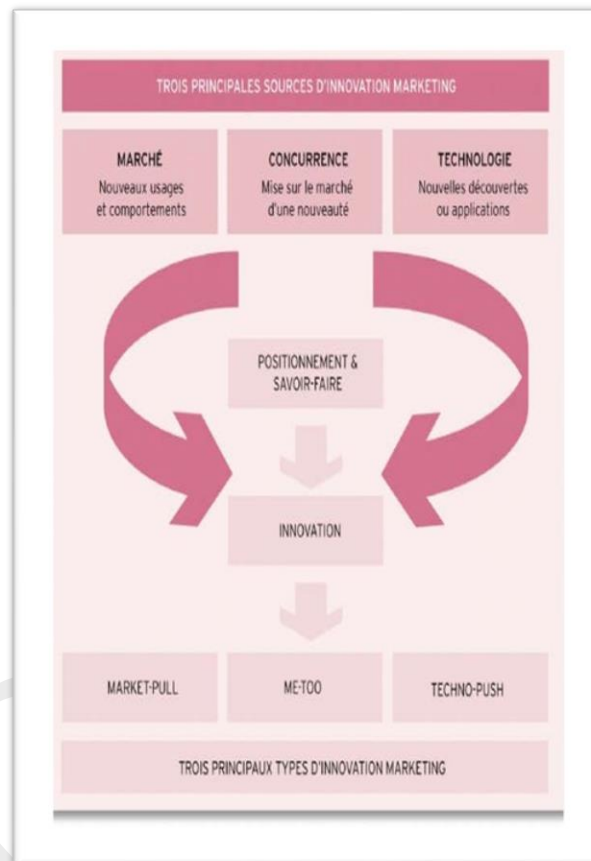 TROIS PRINCIPALES SOURCES D'INNOVATION MARKETING
MARCHÉ
Nouveaux usages
et comportements
CONCURRENCE
Mise sur le marché
d'une nouveauté
TECHNOLOGIE
Nouvelles découvertes
ou applications
POSITIONNEMENT &
SAVOIR-FAIRE
INNOVATION
MARKET-PULL
ME-TOO
TECHNO-PUSH
TROIS PRINCIPAUX TYPES D'INNOVATION MARKETING